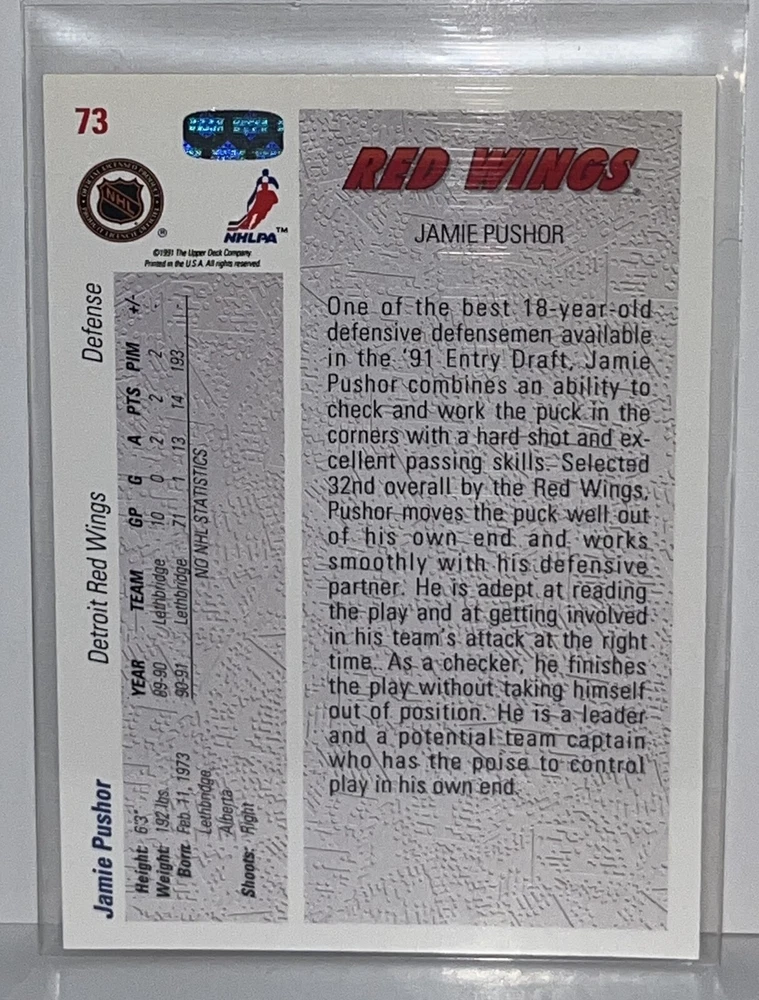 73
NHL
®
NHLPA™
©1991 The Upper Deck Company.
Printed in the U.S.A. All rights reserved.
RED WINGS®
JAMIE PUSHOR
One of the best 18-year-old
defensive defensemen available
in the '91 Entry Draft, Jamie
Pushor combines an ability to
check and work the puck in the
corners with a hard shot and ex-
cellent passing skills. Selected
32nd overall by the Red Wings,
Pushor moves the puck well out
of his own end and works
smoothly with his defensive
partner. He is adept at reading
the play and at getting involved
in his team's attack at the right
time. As a checker, he finishes
the play without taking himself
out of position. He is a leader
and a potential team captain
who has the poise to control
play in his own end.
Jamie Pushor Detroit Red Wings Defense
Height: 6'3"
Weight: 192 lbs.
Born: Feb. 11, 1973
Lethbridge,
Alberta
Shoots: Right
YEAR TEAM GP G A PTS PIM +/-
89-90 Lethbridge 10 0 2 2 2 -
90-91 Lethbridge 71 1 13 14 193 -
NO NHL STATISTICS